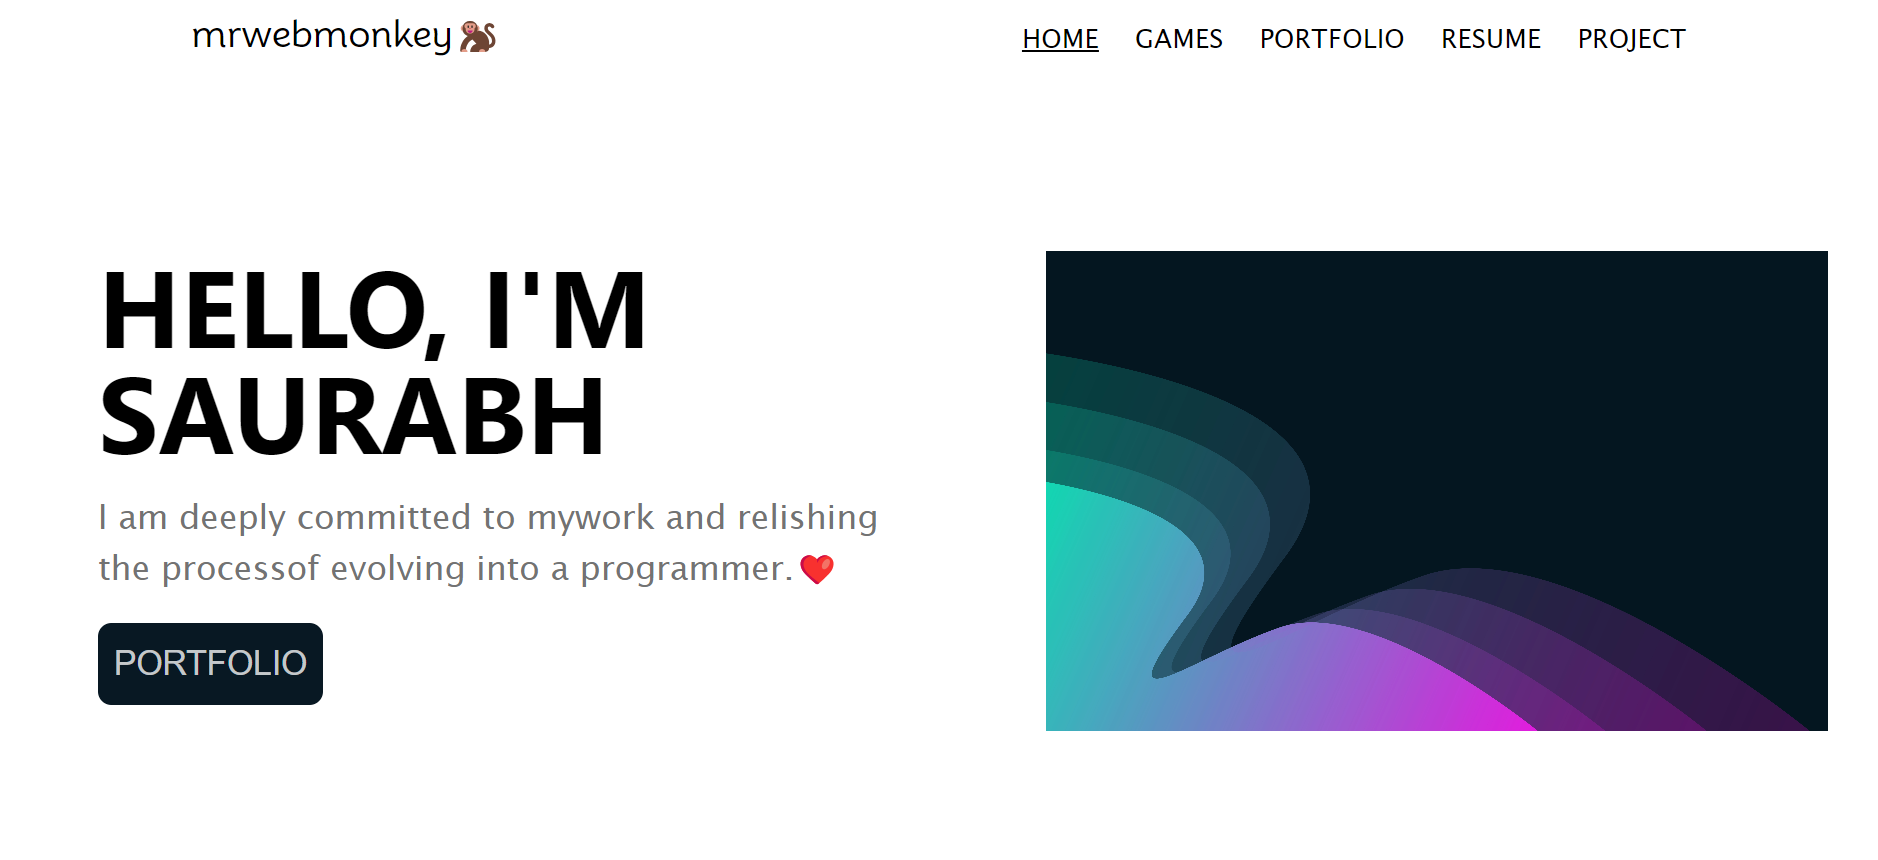 mrwebmonkey🐒
HOME GAMES PORTFOLIO RESUME PROJECT
HELLO, I'M
SAURABH
I am deeply committed to mywork and relishing
the processof evolving into a programmer.❤️
PORTFOLIO